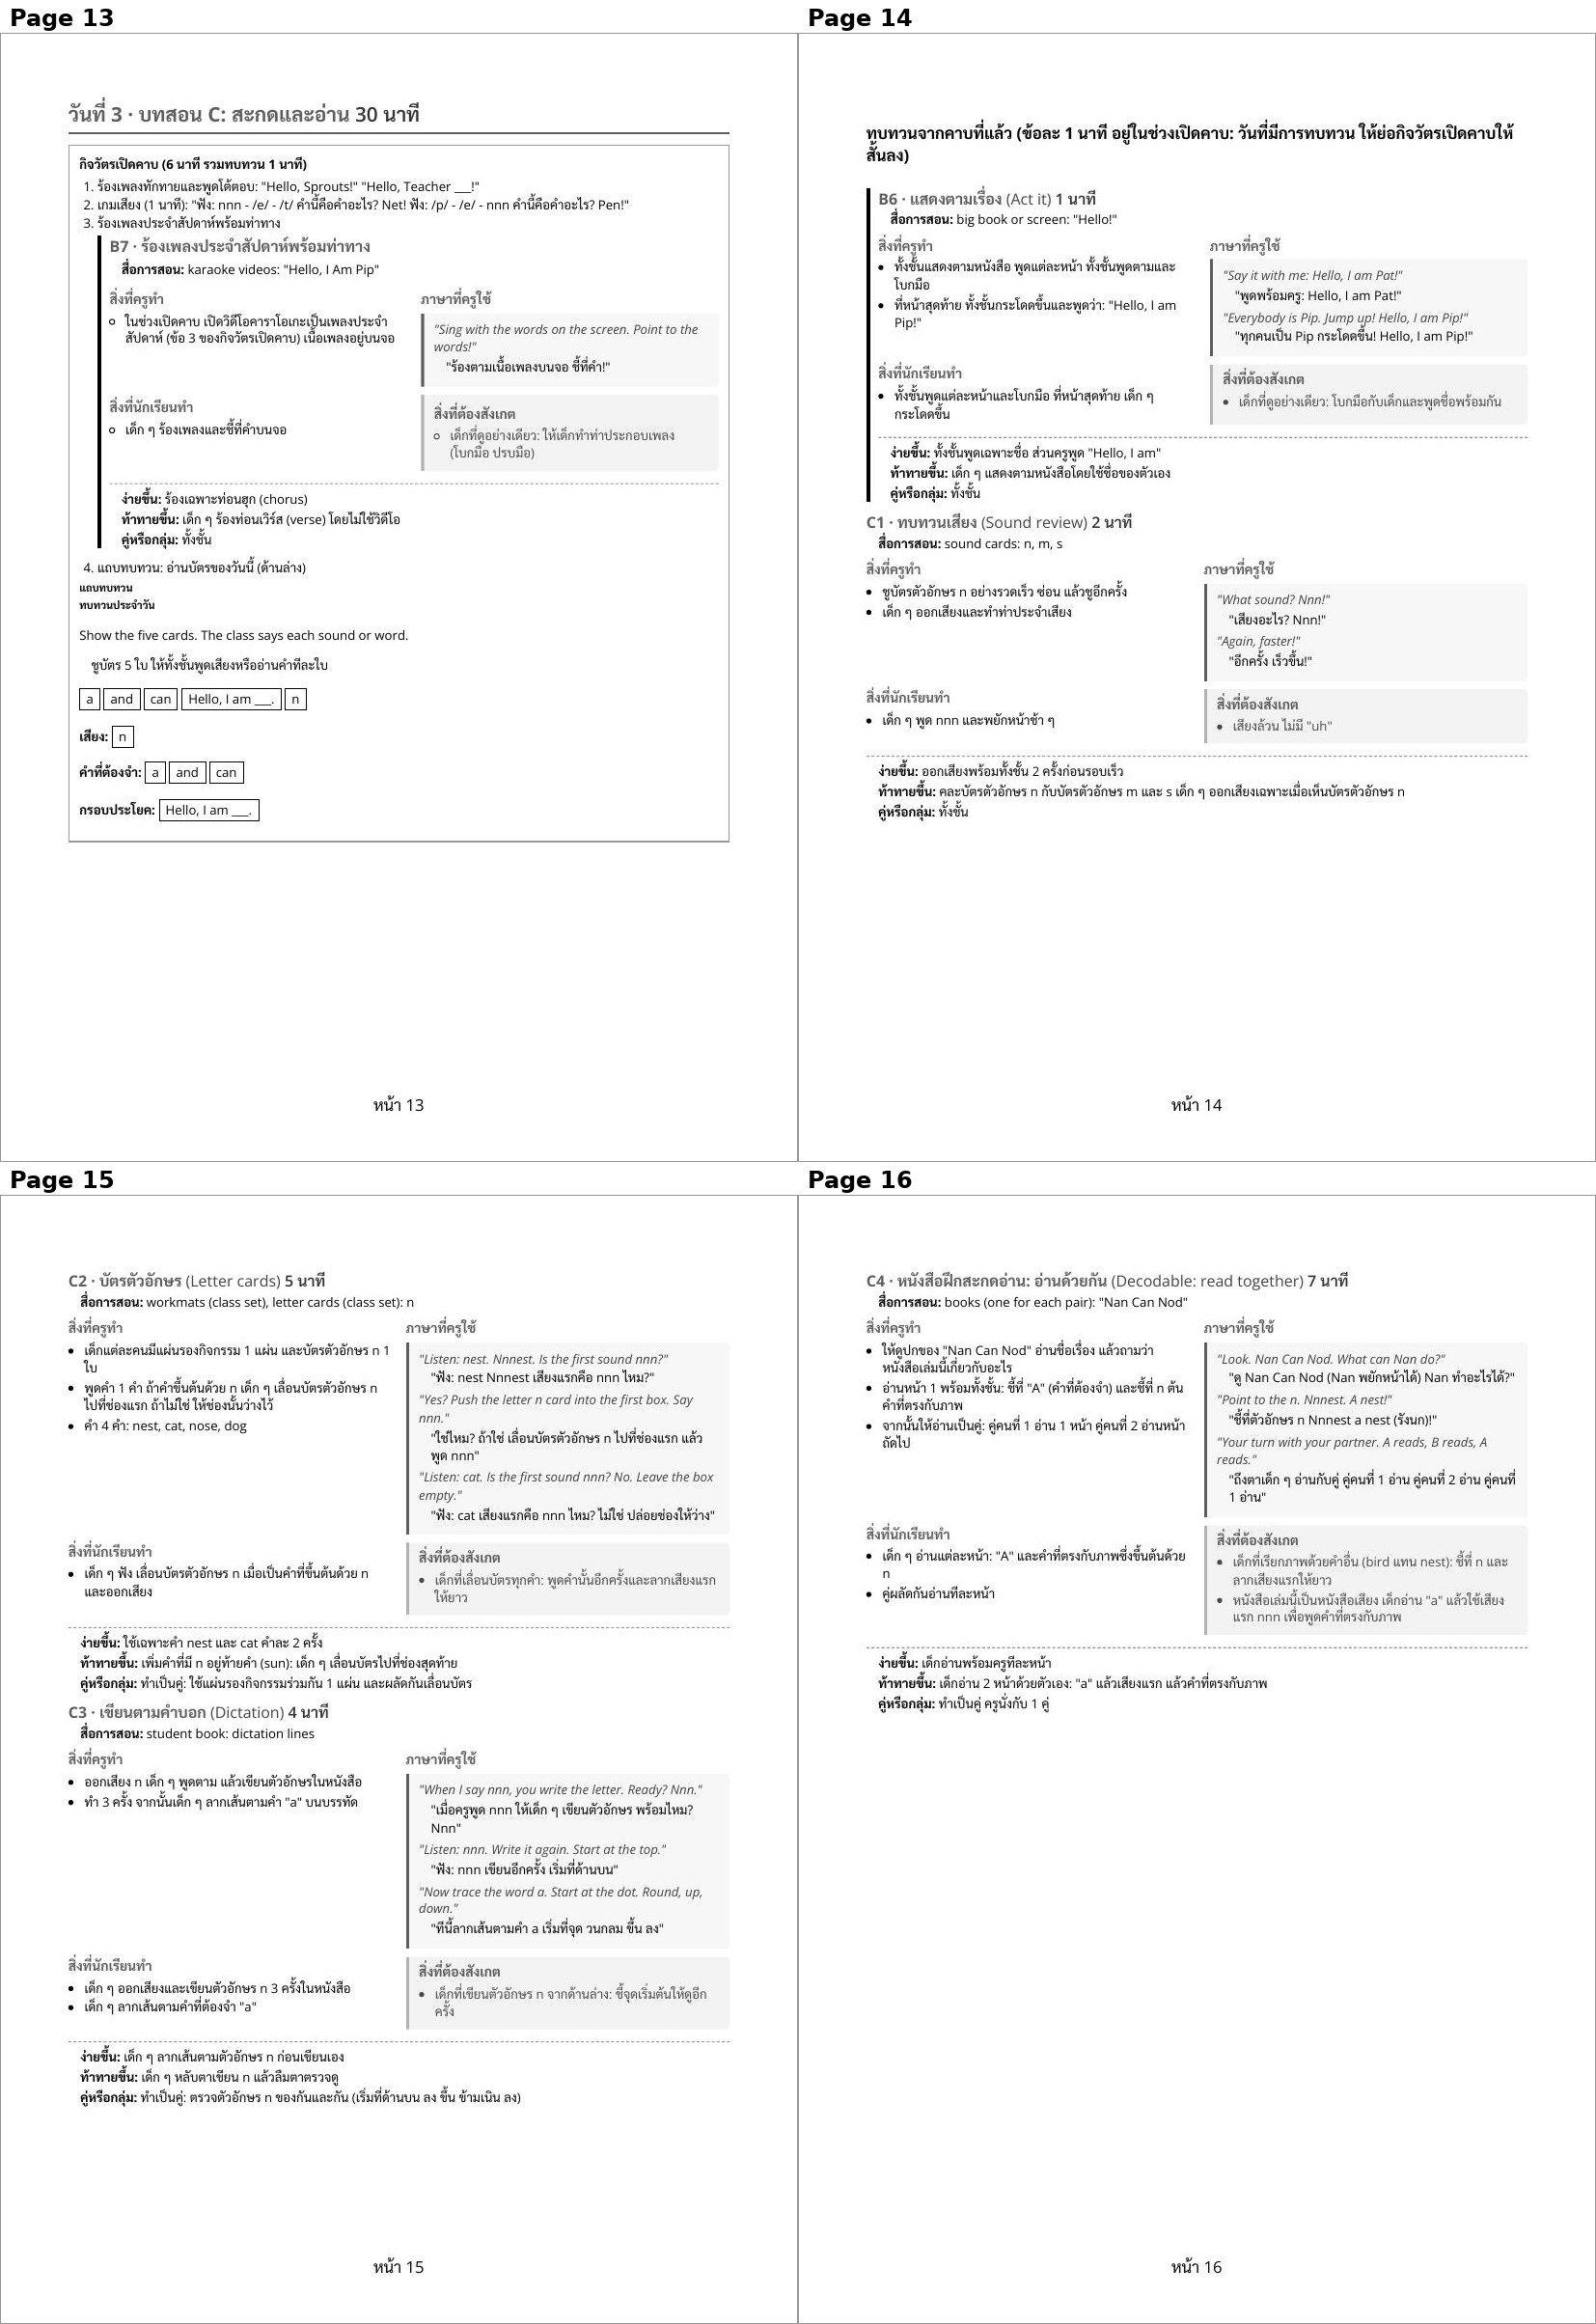 Page 13
วันที่ 3 · บทสอน C: สะกดและอ่าน 30 นาที
กิจวัตรเปิดคาบ (6 นาที รวมทบทวน 1 นาที)
1. ร้องเพลงทักทายและพูดโต้ตอบ: "Hello, Sprouts!" "Hello, Teacher ___!"
2. เกมเสียง (1 นาที): "ฟัง: nnn - /e/ - /t/ คำนี้คือคำอะไร? Net! ฟัง: /p/ - /e/ - nnn คำนี้คือคำอะไร? Pen!"
3. ร้องเพลงประจำสัปดาห์พร้อมท่าทาง
B7 · ร้องเพลงประจำสัปดาห์พร้อมท่าทาง
สื่อการสอน: karaoke videos: "Hello, I Am Pip"
สิ่งที่ครูทำ
ในช่วงเปิดคาบ เปิดวิดีโอคาราโอเกะเป็นเพลงประจำ
สัปดาห์ (ข้อ 3 ของกิจวัตรเปิดคาบ) เนื้อเพลงอยู่บนจอ
ภาษาที่ครูใช้
"Sing with the words on the screen. Point to the
words!"
"ร้องตามเนื้อเพลงบนจอ ชี้ที่คำ!"
สิ่งที่นักเรียนทำ
เด็ก ๆ ร้องเพลงและชี้ที่คำบนจอ
สิ่งที่ต้องสังเกต
เด็กที่ดูอย่างเดียว: ให้เด็กทำท่าประกอบเพลง
(โบกมือ ปรบมือ)
ง่ายขึ้น: ร้องเฉพาะท่อนฮุก (chorus)
ท้าทายขึ้น: เด็ก ๆ ร้องท่อนเวิร์ส (verse) โดยไม่ใช้วิดีโอ
คู่หรือกลุ่ม: ทั้งชั้น
4. แถบทบทวน: อ่านบัตรของวันนี้ (ด้านล่าง)
แถบทบทวน
ทบทวนประจำวัน
Show the five cards. The class says each sound or word.
ชูบัตร 5 ใบ ให้ทั้งชั้นพูดเสียงหรืออ่านคำทีละใบ
a and can Hello, I am ___. n
เสียง: n
คำที่ต้องจำ: a and can
กรอบประโยค: Hello, I am ___.
หน้า 13
Page 14
ทบทวนจากคาบที่แล้ว (ข้อละ 1 นาที อยู่ในช่วงเปิดคาบ: วันที่มีการทบทวน ให้ย่อกิจวัตรเปิดคาบให้
สั้นลง)
B6 · แสดงตามเรื่อง (Act it) 1 นาที
สื่อการสอน: big book or screen: "Hello!"
สิ่งที่ครูทำ
ทั้งชั้นแสดงตามหนังสือ พูดแต่ละหน้า ทั้งชั้นพูดตามและ
โบกมือ
ที่หน้าสุดท้าย ทั้งชั้นกระโดดขึ้นและพูดว่า: "Hello, I am
Pip!"
ภาษาที่ครูใช้
"Say it with me: Hello, I am Pat!"
"พูดพร้อมครู: Hello, I am Pat!"
"Everybody is Pip. Jump up! Hello, I am Pip!"
"ทุกคนเป็น Pip กระโดดขึ้น! Hello, I am Pip!"
สิ่งที่นักเรียนทำ
ทั้งชั้นพูดแต่ละหน้าและโบกมือ ที่หน้าสุดท้าย เด็ก ๆ
กระโดดขึ้น
สิ่งที่ต้องสังเกต
เด็กที่ดูอย่างเดียว: โบกมือกับเด็กและพูดชื่อพร้อมกัน
ง่ายขึ้น: ทั้งชั้นพูดเฉพาะชื่อ ส่วนครูพูด "Hello, I am"
ท้าทายขึ้น: เด็ก ๆ แสดงตามหนังสือโดยใช้ชื่อของตัวเอง
คู่หรือกลุ่ม: ทั้งชั้น
C1 · ทบทวนเสียง (Sound review) 2 นาที
สื่อการสอน: sound cards: n, m, s
สิ่งที่ครูทำ
ชูบัตรตัวอักษร n อย่างรวดเร็ว ซ่อน แล้วชูอีกครั้ง
เด็ก ๆ ออกเสียงและทำท่าประจำเสียง
ภาษาที่ครูใช้
"What sound? Nnn!"
"เสียงอะไร? Nnn!"
"Again, faster!"
"อีกครั้ง เร็วขึ้น!"
สิ่งที่นักเรียนทำ
เด็ก ๆ พูด nnn และพยักหน้าช้า ๆ
สิ่งที่ต้องสังเกต
เสียงล้วน ไม่มี "uh"
ง่ายขึ้น: ออกเสียงพร้อมทั้งชั้น 2 ครั้งก่อนรอบเร็ว
ท้าทายขึ้น: คละบัตรตัวอักษร n กับบัตรตัวอักษร m และ s เด็ก ๆ ออกเสียงเฉพาะเมื่อเห็นบัตรตัวอักษร n
คู่หรือกลุ่ม: ทั้งชั้น
หน้า 14
Page 15
C2 · บัตรตัวอักษร (Letter cards) 5 นาที
สื่อการสอน: workmats (class set), letter cards (class set): n
สิ่งที่ครูทำ
เด็กแต่ละคนมีแผ่นรองกิจกรรม 1 แผ่น และบัตรตัวอักษร n 1
ใบ
พูดคำ 1 คำ ถ้าคำขึ้นต้นด้วย n เด็ก ๆ เลื่อนบัตรตัวอักษร n
ไปที่ช่องแรก ถ้าไม่ใช่ ให้ช่องนั้นว่างไว้
คำ 4 คำ: nest, cat, nose, dog
ภาษาที่ครูใช้
"Listen: nest. Nnnest. Is the first sound nnn?"
"ฟัง: nest Nnnest เสียงแรกคือ nnn ไหม?"
"Yes? Push the letter n card into the first box. Say
nnn."
"ใช่ไหม? ถ้าใช่ เลื่อนบัตรตัวอักษร n ไปที่ช่องแรก แล้ว
พูด nnn"
"Listen: cat. Is the first sound nnn? No. Leave the box
empty."
"ฟัง: cat เสียงแรกคือ nnn ไหม? ไม่ใช่ ปล่อยช่องให้ว่าง"
สิ่งที่นักเรียนทำ
เด็ก ๆ ฟัง เลื่อนบัตรตัวอักษร n เมื่อเป็นคำที่ขึ้นต้นด้วย n
และออกเสียง
สิ่งที่ต้องสังเกต
เด็กที่เลื่อนบัตรทุกคำ: พูดคำนั้นอีกครั้งและลากเสียงแรก
ให้ยาว
ง่ายขึ้น: ใช้เฉพาะคำ nest และ cat คำละ 2 ครั้ง
ท้าทายขึ้น: เพิ่มคำที่มี n อยู่ท้ายคำ (sun): เด็ก ๆ เลื่อนบัตรไปที่ช่องสุดท้าย
คู่หรือกลุ่ม: ทำเป็นคู่: ใช้แผ่นรองกิจกรรมร่วมกัน 1 แผ่น และผลัดกันเลื่อนบัตร
C3 · เขียนตามคำบอก (Dictation) 4 นาที
สื่อการสอน: student book: dictation lines
สิ่งที่ครูทำ
ออกเสียง n เด็ก ๆ พูดตาม แล้วเขียนตัวอักษรในหนังสือ
ทำ 3 ครั้ง จากนั้นเด็ก ๆ ลากเส้นตามคำ "a" บนบรรทัด
ภาษาที่ครูใช้
"When I say nnn, you write the letter. Ready? Nnn."
"เมื่อครูพูด nnn ให้เด็ก ๆ เขียนตัวอักษร พร้อมไหม?
Nnn"
"Listen: nnn. Write it again. Start at the top."
"ฟัง: nnn เขียนอีกครั้ง เริ่มที่ด้านบน"
"Now trace the word a. Start at the dot. Round, up,
down."
"ทีนี้ลากเส้นตามคำ a เริ่มที่จุด วนกลม ขึ้น ลง"
สิ่งที่นักเรียนทำ
เด็ก ๆ ออกเสียงและเขียนตัวอักษร n 3 ครั้งในหนังสือ
เด็ก ๆ ลากเส้นตามคำที่ต้องจำ "a"
สิ่งที่ต้องสังเกต
เด็กที่เขียนตัวอักษร n จากด้านล่าง: ชี้จุดเริ่มต้นให้ดูอีก
ครั้ง
ง่ายขึ้น: เด็ก ๆ ลากเส้นตามตัวอักษร n ก่อนเขียนเอง
ท้าทายขึ้น: เด็ก ๆ หลับตาเขียน n แล้วลืมตาตรวจดู
คู่หรือกลุ่ม: ทำเป็นคู่: ตรวจตัวอักษร n ของกันและกัน (เริ่มที่ด้านบน ลง ขึ้น ข้ามเนิน ลง)
หน้า 15
Page 16
C4 · หนังสือฝึกสะกดอ่าน: อ่านด้วยกัน (Decodable: read together) 7 นาที
สื่อการสอน: books (one for each pair): "Nan Can Nod"
สิ่งที่ครูทำ
ให้ดูปกของ "Nan Can Nod" อ่านชื่อเรื่อง แล้วถามว่า
หนังสือเล่มนี้เกี่ยวกับอะไร
อ่านหน้า 1 พร้อมทั้งชั้น: ชี้ที่ "A" (คำที่ต้องจำ) และชี้ที่ n ต้น
คำที่ตรงกับภาพ
จากนั้นให้อ่านเป็นคู่: คู่คนที่ 1 อ่าน 1 หน้า คู่คนที่ 2 อ่านหน้า
ถัดไป
ภาษาที่ครูใช้
"Look. Nan Can Nod. What can Nan do?"
"ดู Nan Can Nod (Nan พยักหน้าได้) Nan ทำอะไรได้?"
"Point to the n. Nnnest. A nest!"
"ชี้ที่ตัวอักษร n Nnnest a nest (รังนก)!"
"Your turn with your partner. A reads, B reads, A
reads."
"ถึงตาเด็ก ๆ อ่านกับคู่ คู่คนที่ 1 อ่าน คู่คนที่ 2 อ่าน คู่คนที่
1 อ่าน"
สิ่งที่นักเรียนทำ
เด็ก ๆ อ่านแต่ละหน้า: "A" และคำที่ตรงกับภาพซึ่งขึ้นต้นด้วย
n
คู่ผลัดกันอ่านทีละหน้า
สิ่งที่ต้องสังเกต
เด็กที่เรียกภาพด้วยคำอื่น (bird แทน nest): ชี้ที่ n และ
ลากเสียงแรกให้ยาว
หนังสือเล่มนี้เป็นหนังสือเสียง เด็กอ่าน "a" แล้วใช้เสียง
แรก nnn เพื่อพูดคำที่ตรงกับภาพ
ง่ายขึ้น: เด็กอ่านพร้อมครูทีละหน้า
ท้าทายขึ้น: เด็กอ่าน 2 หน้าด้วยตัวเอง: "a" แล้วเสียงแรก แล้วคำที่ตรงกับภาพ
คู่หรือกลุ่ม: ทำเป็นคู่ ครูนั่งกับ 1 คู่
หน้า 16